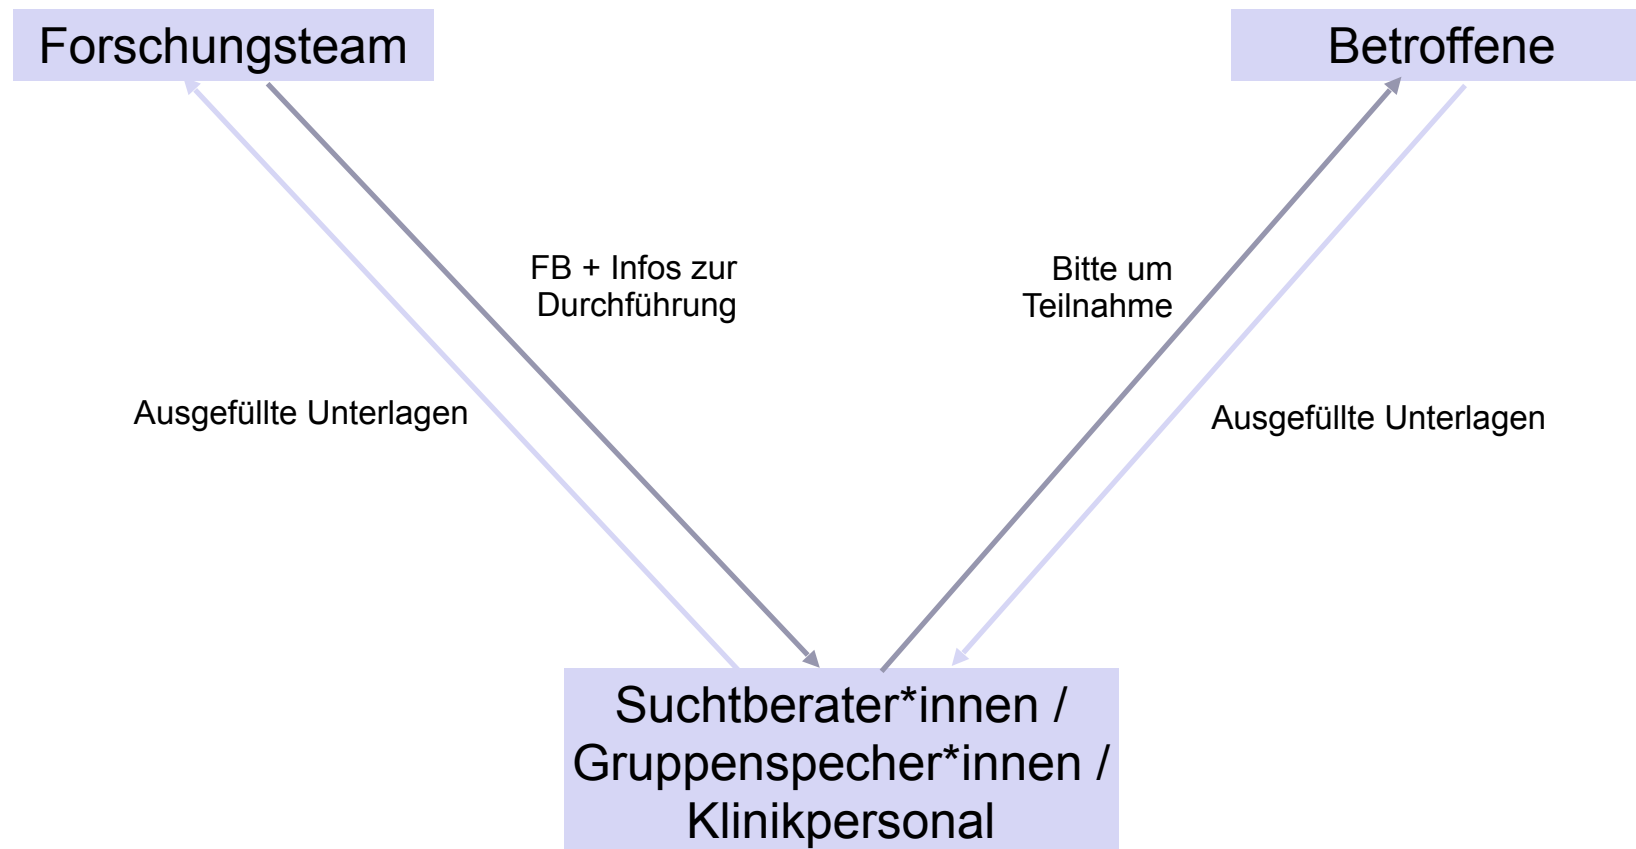 Forschungsteam
Betroffene
FB + Infos zur
Durchführung
Bitte um
Teilnahme
Ausgefüllte Unterlagen
Ausgefüllte Unterlagen
Suchtberater*innen /
Gruppenspecher*innen /
Klinikpersonal